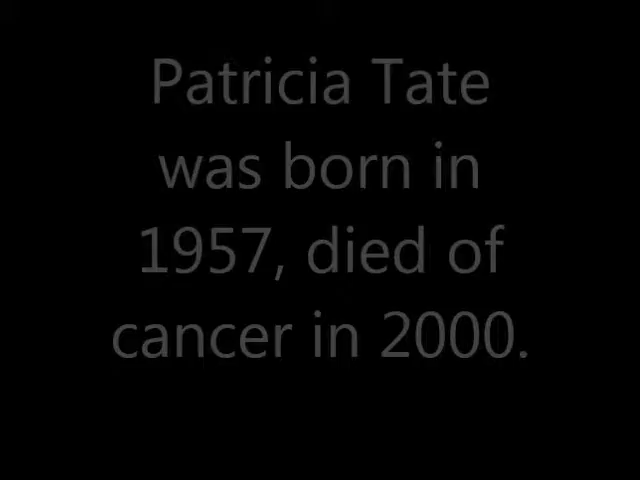 Patricia Tate
was born in
1957, died of
cancer in 2000.